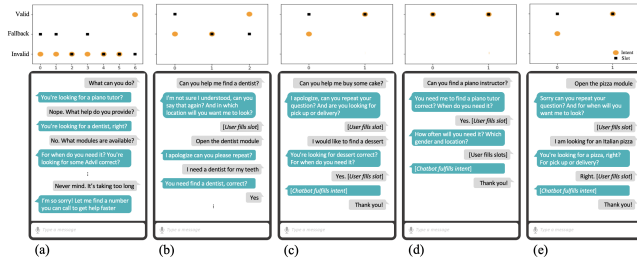 Valid
Fallback
Invalid
0 1 2 3 4 5 6
0 1 2
0 1
0 1
0 1
Intent
Slot
What can you do?
You're looking for a piano tutor?
Nope. What help do you provide?
You're looking for a dentist, right?
No. What modules are available?
For when do you need it? You're
looking for some Advil correct?
Never mind. It's taking too long
I'm so sorry! Let me find a number
you can call to get help faster
Type a message
(a)
Can you help me find a dentist?
I'm not sure I understood, can you
say that again? And in which
location will you want me to look?
[User fills slot]
Open the dentist module
I apologize can you please repeat?
I need a dentist for my teeth
You need find a dentist, correct?
Yes
Type a message
(b)
Can you help me buy some cake?
I apologize, can you repeat your
question? And are you looking for
pick up or delivery?
[User fills slot]
I would like to find a dessert
You're looking for dessert correct?
For when do you need it?
Yes. [User fills slot]
[Chatbot fulfills intent]
Thank you!
Type a message
(c)
Can you find a piano instructor?
You need me to find a piano tutor
correct? When do you need it?
Yes. [User fills slot]
How often will you need it? Which
gender and location?
[User fills slots]
[Chatbot fulfills intent]
Thank you!
Type a message
(d)
Open the pizza module
Sorry can you repeat your
question? And for when will you
want me to look?
[User fills slot]
I am looking for an Italian pizza
You're looking for a pizza, right?
For pick up or delivery?
Right. [User fills slot]
[Chatbot fulfills intent]
Thank you!
Type a message
(e)